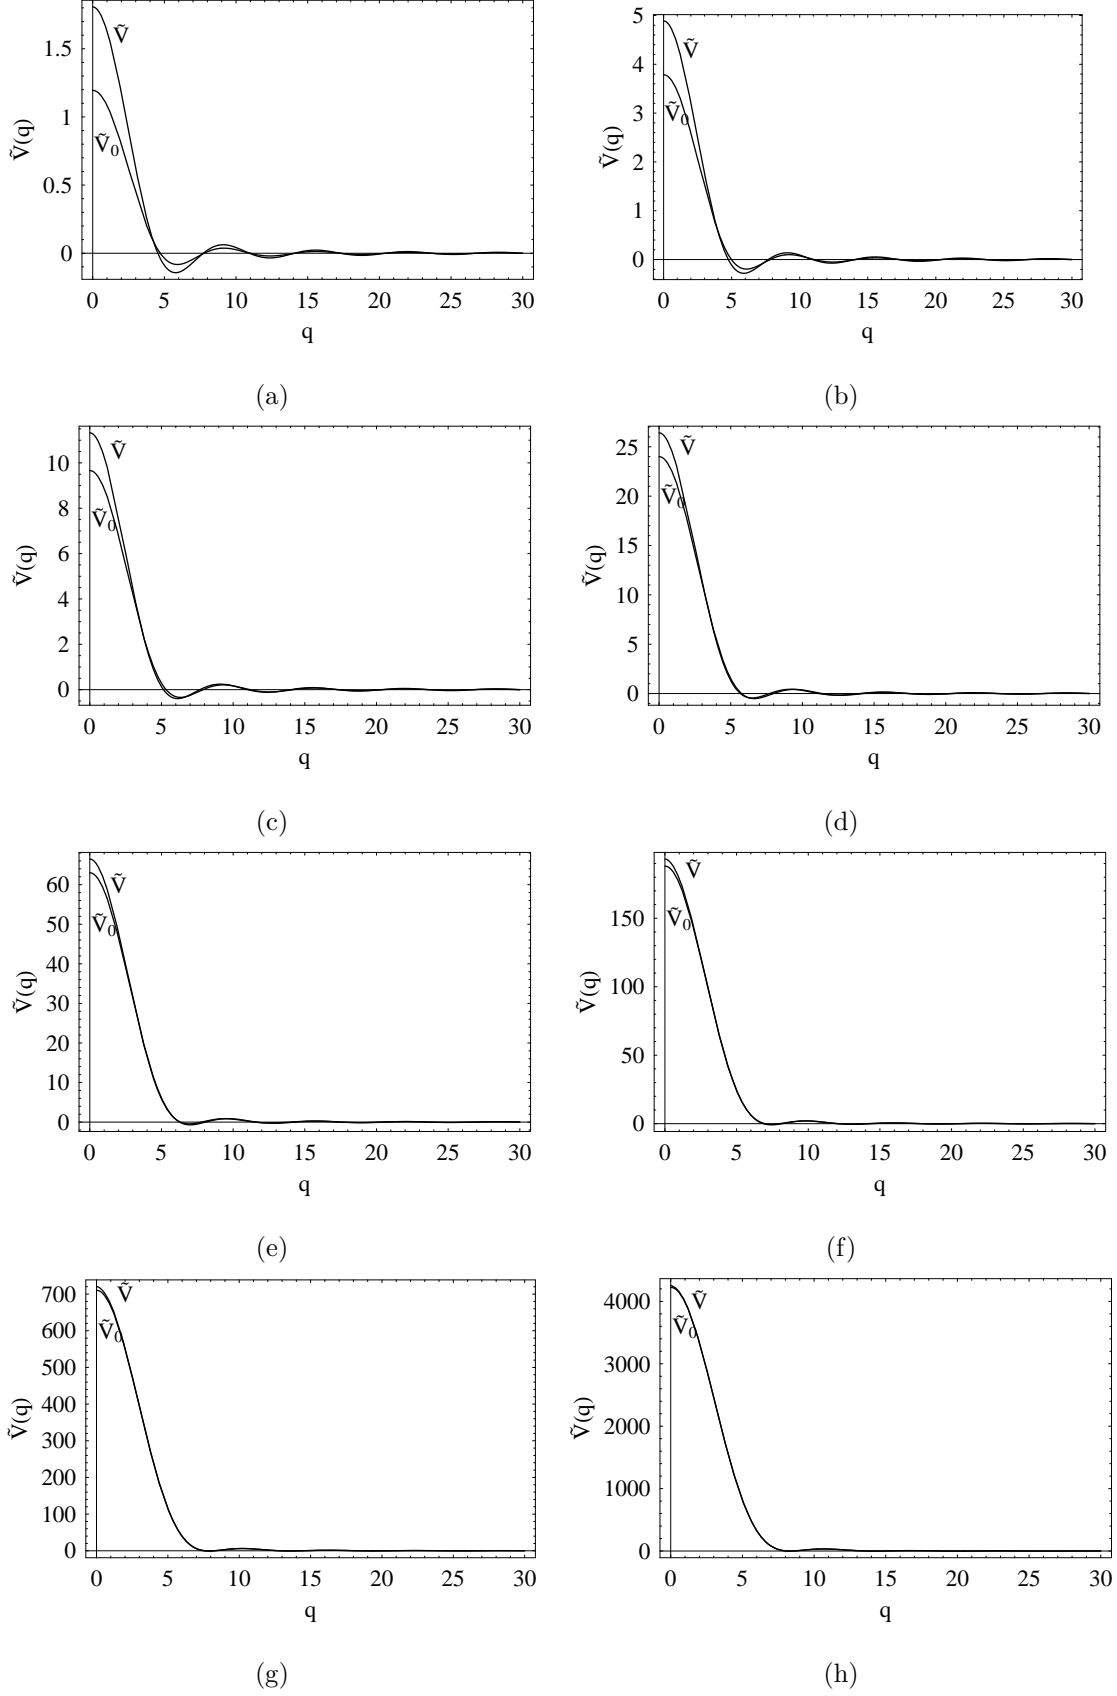 1.5
1
0.5
0
Ṽ(q)
Ṽ
Ṽ0
0 5 10 15 20 25 30
q
(a)
5
4
3
2
1
0
Ṽ(q)
Ṽ
Ṽ0
0 5 10 15 20 25 30
q
(b)
10
8
6
4
2
0
Ṽ(q)
Ṽ
Ṽ0
0 5 10 15 20 25 30
q
(c)
25
20
15
10
5
0
Ṽ(q)
Ṽ
Ṽ0
0 5 10 15 20 25 30
q
(d)
60
50
40
30
20
10
0
Ṽ(q)
Ṽ
Ṽ0
0 5 10 15 20 25 30
q
(e)
150
100
50
0
Ṽ(q)
Ṽ
Ṽ0
0 5 10 15 20 25 30
q
(f)
700
600
500
400
300
200
100
0
Ṽ(q)
Ṽ
Ṽ0
0 5 10 15 20 25 30
q
(g)
4000
3000
2000
1000
0
Ṽ(q)
Ṽ
Ṽ0
0 5 10 15 20 25 30
q
(h)